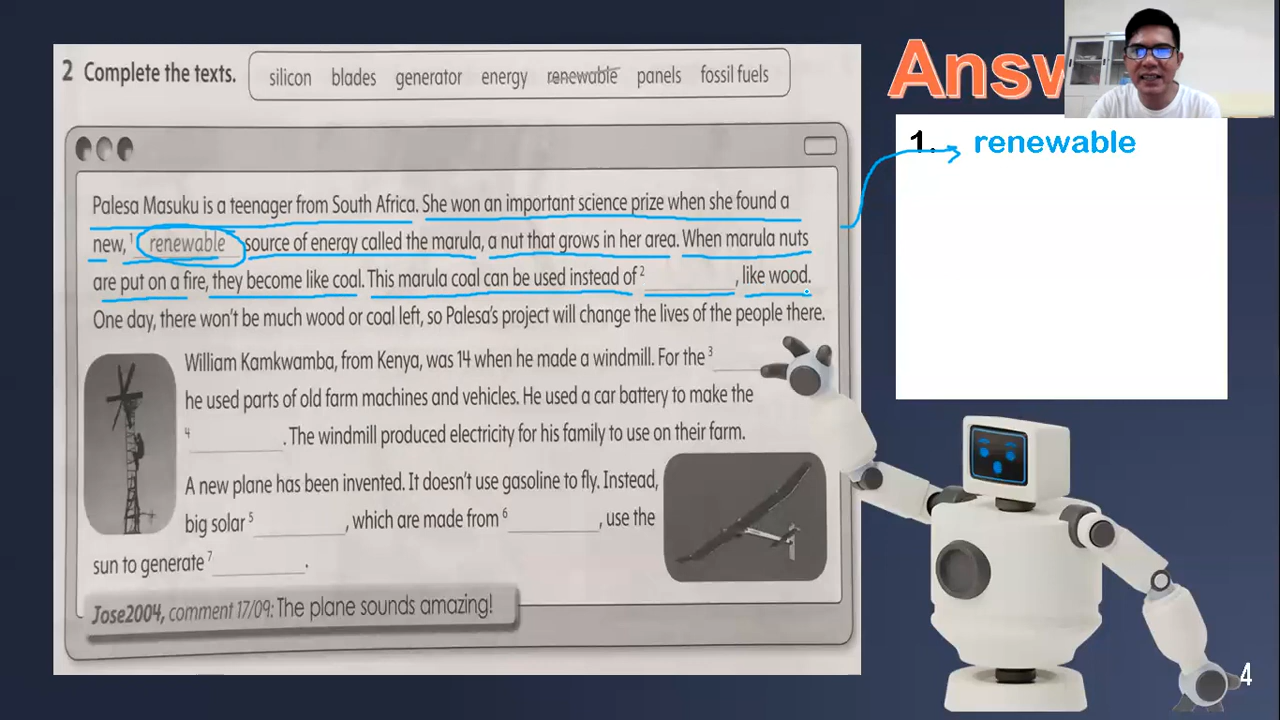 2 Complete the texts.
silicon blades generator energy renewable panels fossil fuels
Palesa Masuku is a teenager from South Africa. She won an important science prize when she found a
new, 1 renewable source of energy called the marula, a nut that grows in her area. When marula nuts
are put on a fire, they become like coal. This marula coal can be used instead of 2 , like wood.
One day, there won't be much wood or coal left, so Palesa's project will change the lives of the people there.
William Kamkwamba, from Kenya, was 14 when he made a windmill. For the 3
he used parts of old farm machines and vehicles. He used a car battery to make the
4 . The windmill produced electricity for his family to use on their farm.
A new plane has been invented. It doesn't use gasoline to fly. Instead,
big solar 5 , which are made from 6 , use the
sun to generate 7 .
Jose2004, comment 17/09: The plane sounds amazing!
Answ
1. renewable
4